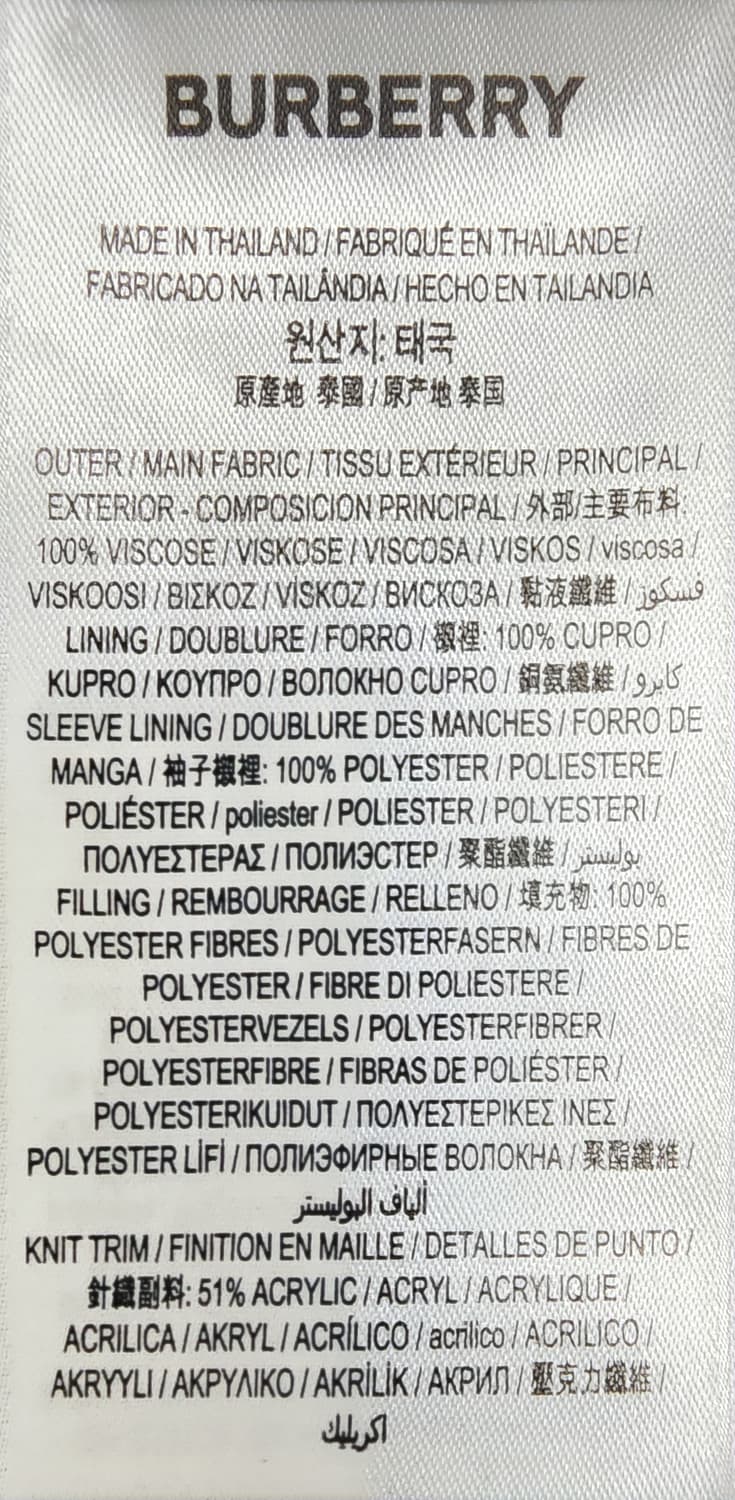 BURBERRY
MADE IN THAILAND / FABRIQUÉ EN THAÏLANDE /
FABRICADO NA TAILÂNDIA / HECHO EN TAILANDIA
원산지: 태국
原產地 泰國 / 原产地 泰国
OUTER / MAIN FABRIC / TISSU EXTÉRIEUR / PRINCIPAL /
EXTERIOR - COMPOSICION PRINCIPAL / 外部/主要布料:
100% VISCOSE / VISKOSE / VISCOSA / VISKOS / viscosa /
VISKOOSI / ΒΙΣΚΟΖ / VİSKOZ / ВИСКОЗА / 黏液纖維 / فسكوز
LINING / DOUBLURE / FORRO / 襯裡: 100% CUPRO /
KUPRO / ΚΟΥΠΡΟ / ВОЛОКНО CUPRO / 銅氨纖維 / كابرو
SLEEVE LINING / DOUBLURE DES MANCHES / FORRO DE
MANGA / 袖子襯裡: 100% POLYESTER / POLIESTERE /
POLIÉSTER / poliester / POLIESTER / POLYESTERI /
ΠΟΛΥΕΣΤΕΡΑΣ / ПОЛИЭСТЕР / 聚酯纖維 / بوليستر
FILLING / REMBOURRAGE / RELLENO / 填充物: 100%
POLYESTER FIBRES / POLYESTERFASERN / FIBRES DE
POLYESTER / FIBRE DI POLIESTERE /
POLYESTERVEZELS / POLYESTERFIBRER /
POLYESTERFIBRE / FIBRAS DE POLIÉSTER /
POLYESTERIKUIDUT / ΠΟΛΥΕΣΤΕΡΙΚΕΣ ΙΝΕΣ /
POLYESTER LİFİ / ПОЛИЭФИРНЫЕ ВОЛОКНА / 聚酯纖維 /
ألياف البوليستر
KNIT TRIM / FINITION EN MAILLE / DETALLES DE PUNTO /
針織副料: 51% ACRYLIC / ACRYL / ACRYLIQUE /
ACRILICA / AKRYL / ACRÍLICO / acrilico / ACRILICO /
AKRYYLI / ΑΚΡΥΛΙΚΟ / AKRİLİK / АКРИЛ / 壓克力纖維 /
اكريليك